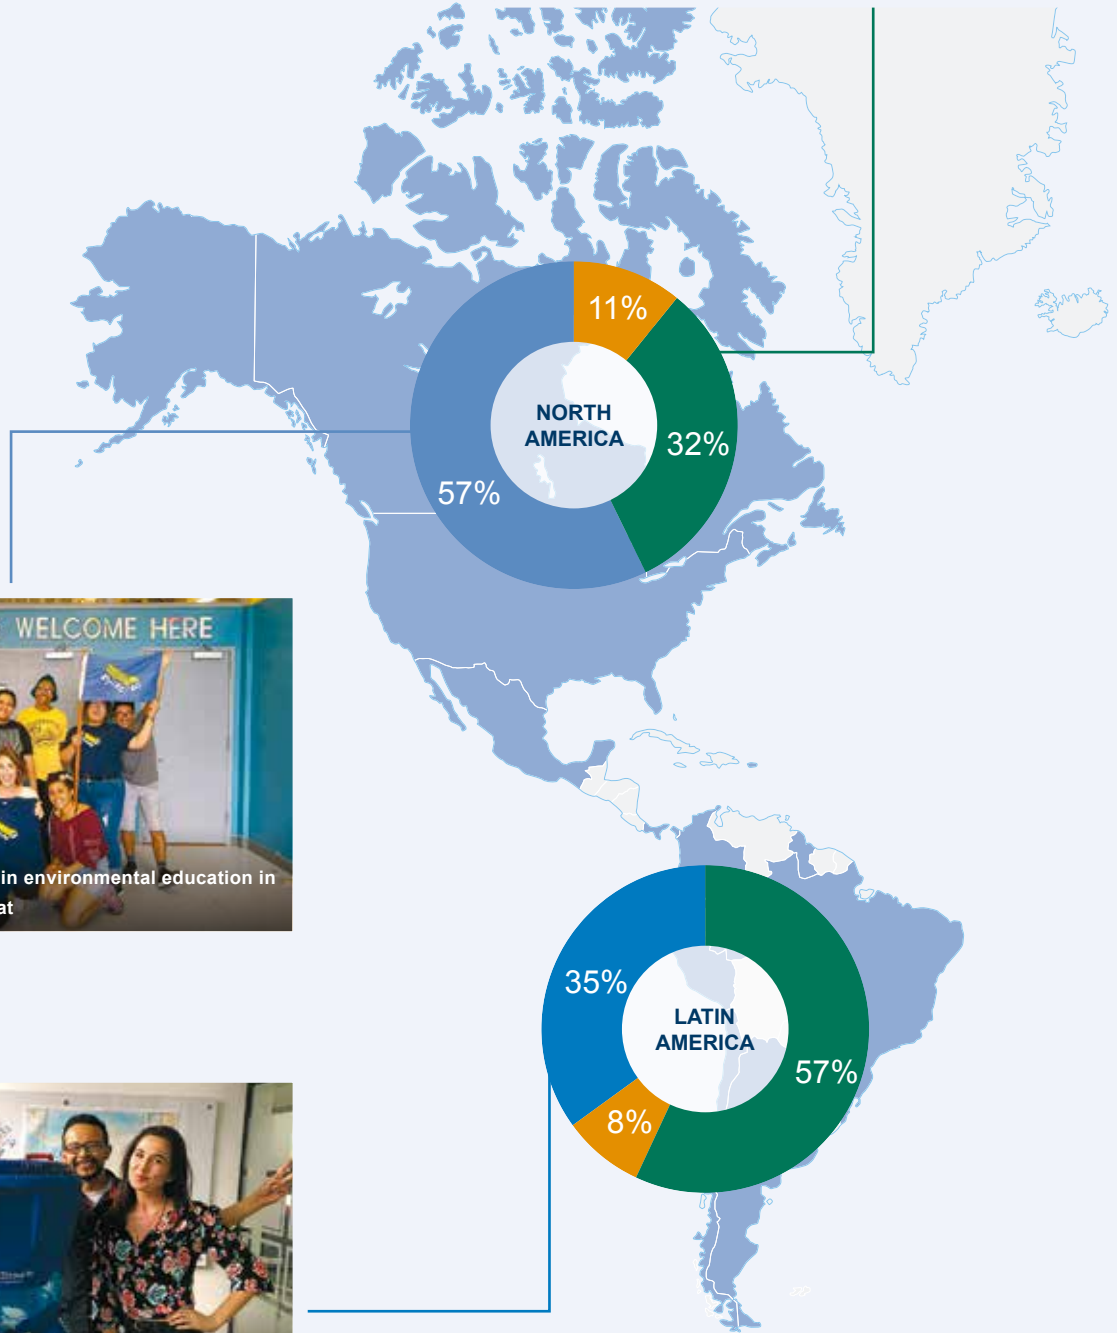 11%
NORTH
AMERICA
32%
57%
WELCOME HERE
in environmental education in
at
35%
LATIN
AMERICA
57%
8%